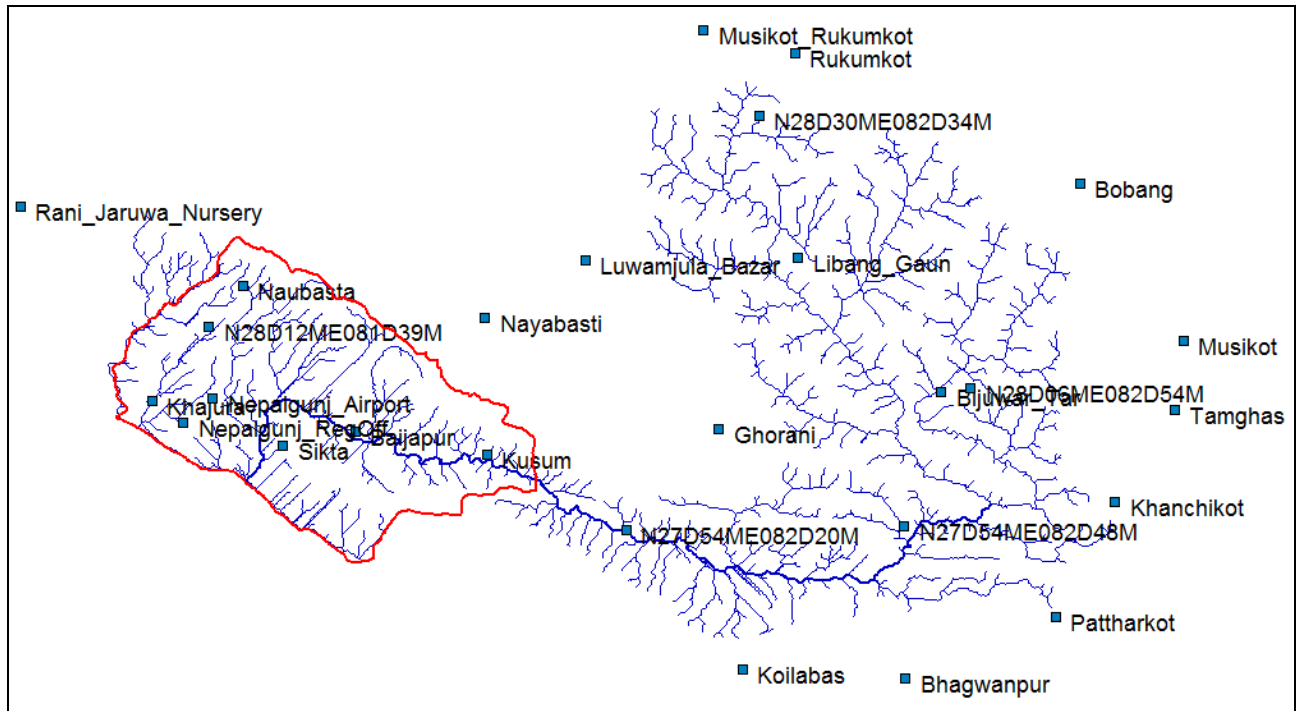 Musikot_Rukumkot
Rukumkot
N28D30ME082D34M
Bobang
Rani_Jaruwa_Nursery
Luwamjula_Bazar
Libang_Gaun
Naubasta
Nayabasti
N28D12ME081D39M
Musikot
N28D06ME082D54M
Bijuwar_Tar
Khajura
Nepalgunj_Airport
Tamghas
Nepalgunj_RegOff
Ghorani
Baijapur
Sikta
Kusum
Khanchikot
N27D54ME082D20M
N27D54ME082D48M
Pattharkot
Koilabas
Bhagwanpur